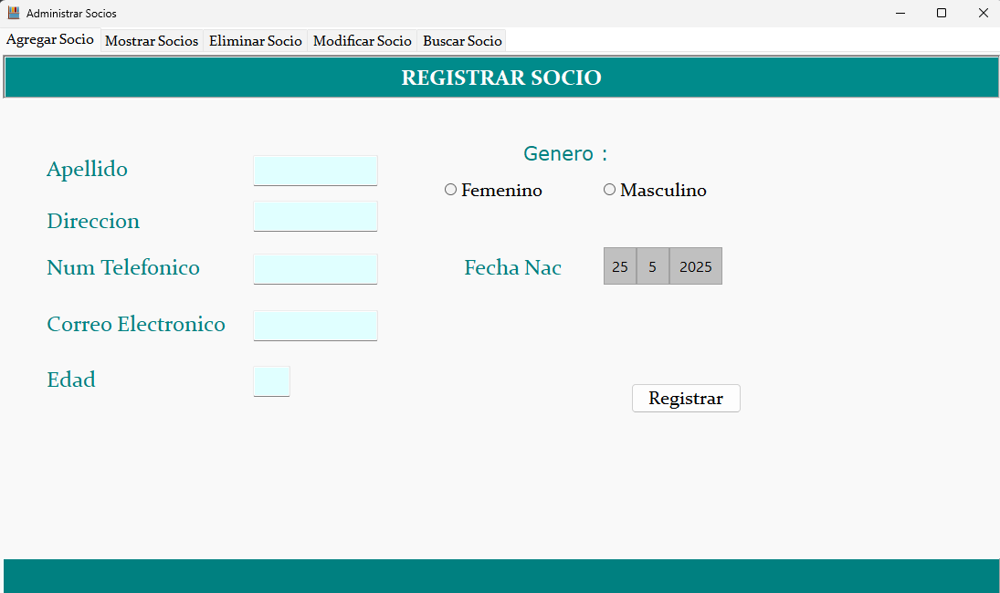 Administrar Socios
Agregar Socio Mostrar Socios Eliminar Socio Modificar Socio Buscar Socio
REGISTRAR SOCIO
Genero :
Apellido
Femenino Masculino
Direccion
Num Telefonico Fecha Nac 25 5 2025
Correo Electronico
Edad
Registrar